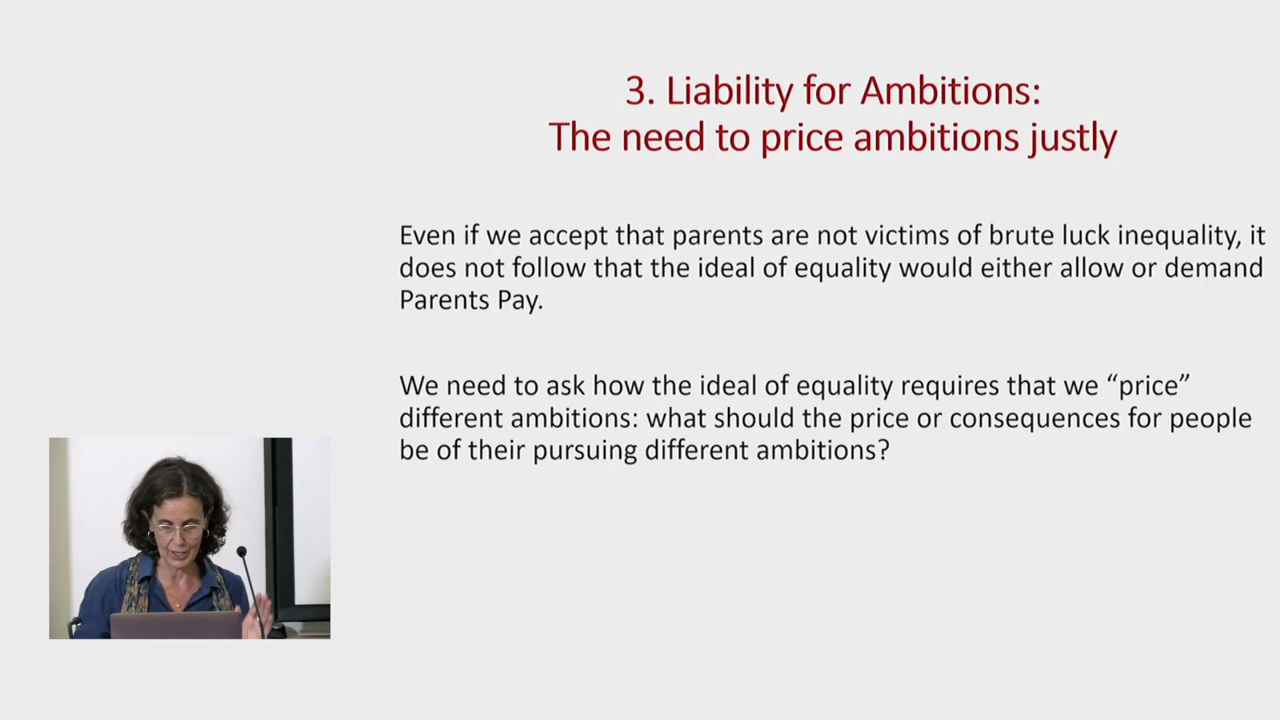 3. Liability for Ambitions:
The need to price ambitions justly
Even if we accept that parents are not victims of brute luck inequality, it
does not follow that the ideal of equality would either allow or demand
Parents Pay.
We need to ask how the ideal of equality requires that we “price”
different ambitions: what should the price or consequences for people
be of their pursuing different ambitions?